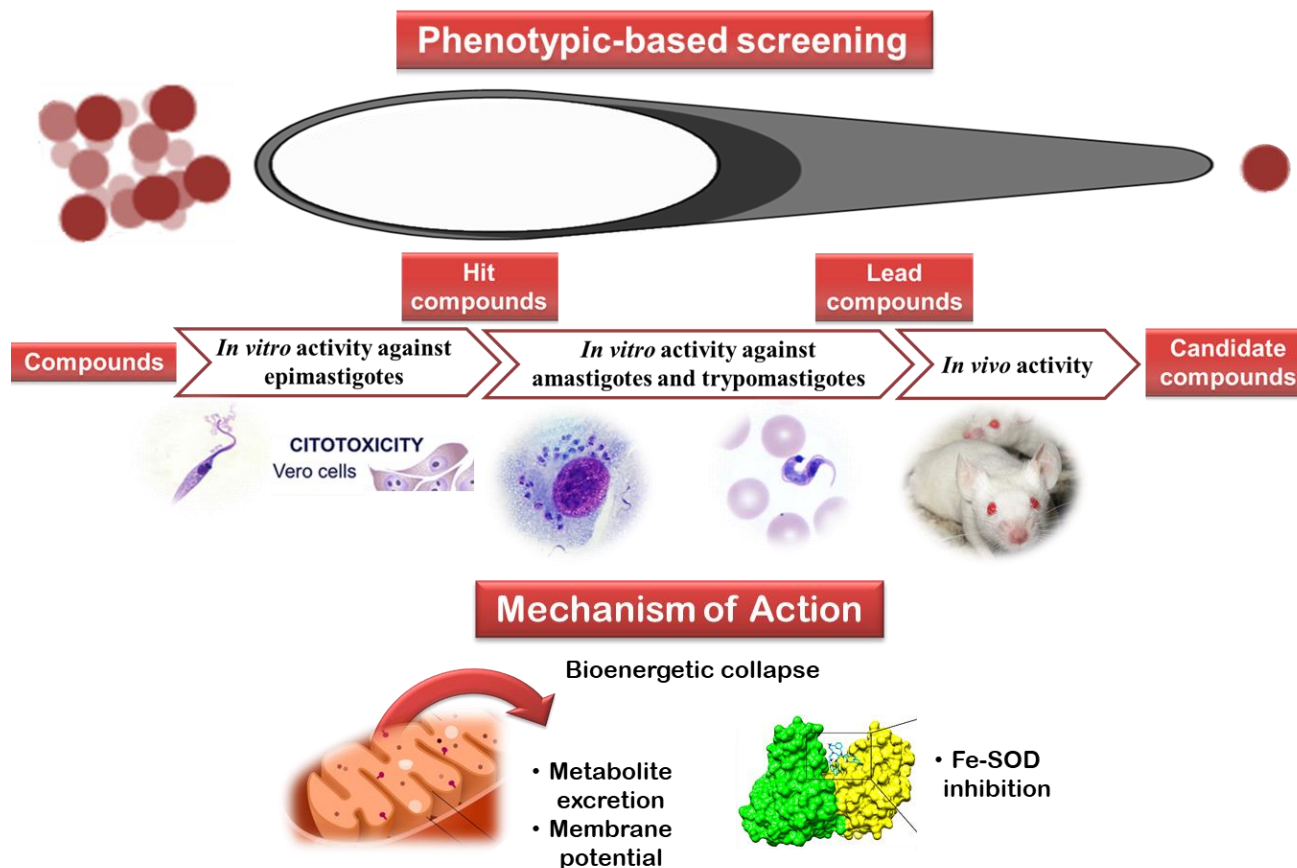 Phenotypic-based screening
Hit
compounds
Lead
compounds
Compounds
In vitro activity against
epimastigotes
In vitro activity against
amastigotes and trypomastigotes
In vivo activity
Candidate
compounds
CITOTOXICITY
Vero cells
Mechanism of Action
Bioenergetic collapse
• Metabolite
excretion
• Membrane
potential
• Fe-SOD
inhibition